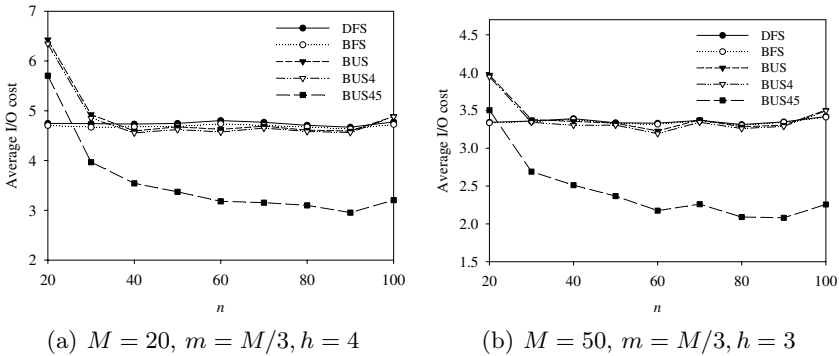 7
6
5
4
3
2
Average I/O cost
20 40 60 80 100
n
DFS
BFS
BUS
BUS4
BUS45
(a) M = 20, m = M/3, h = 4
4.5
4.0
3.5
3.0
2.5
2.0
1.5
Average I/O cost
20 40 60 80 100
n
DFS
BFS
BUS
BUS4
BUS45
(b) M = 50, m = M/3, h = 3